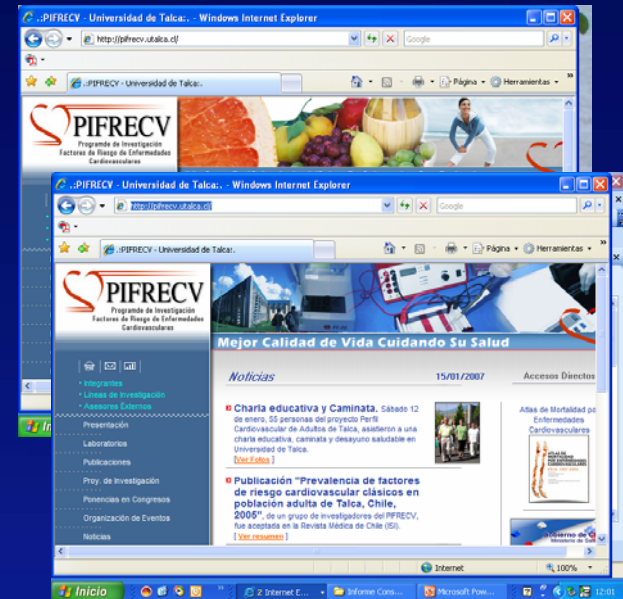 .:PIFRECV - Universidad de Talca:. - Windows Internet Explorer
http://pifrecv.utalca.cl/
Google
.:PIFRECV - Universidad de Talca:.
Página
Herramientas
PIFRECV
Programa de Investigación
Factores de Riesgo de Enfermedades
Cardiovasculares
.:PIFRECV - Universidad de Talca:. - Windows Internet Explorer
http://pifrecv.utalca.cl/
Google
.:PIFRECV - Universidad de Talca:.
Página
Herramientas
PIFRECV
Programa de Investigación
Factores de Riesgo de Enfermedades
Cardiovasculares
Mejor Calidad de Vida Cuidando Su Salud
• Integrantes
• Líneas de Investigación
• Asesores Externos
Presentación
Laboratorios
Publicaciones
Proy. de Investigación
Ponencias en Congresos
Organización de Eventos
Noticias
Noticias
15/01/2007
Charla educativa y Caminata. Sábado 12
de enero, 55 personas del proyecto Perfil
Cardiovascular de Adultos de Talca, asistieron a una
charla educativa, caminata y desayuno saludable en
Universidad de Talca.
[Ver Fotos ]
Publicación "Prevalencia de factores
de riesgo cardiovascular clásicos en
población adulta de Talca, Chile,
2005", de un grupo de investigadores del PIFRECV,
fue aceptada en la Revista Médica de Chile (ISI).
[ Ver resumen ]
Accesos Directos
Atlas de Mortalidad po
Enfermedades
Cardiovasculares
ATLAS DE
MORTALIDAD
Internet
100%
Inicio
2 Internet E...
Informe Cons...
Microsoft Pow...
12:01